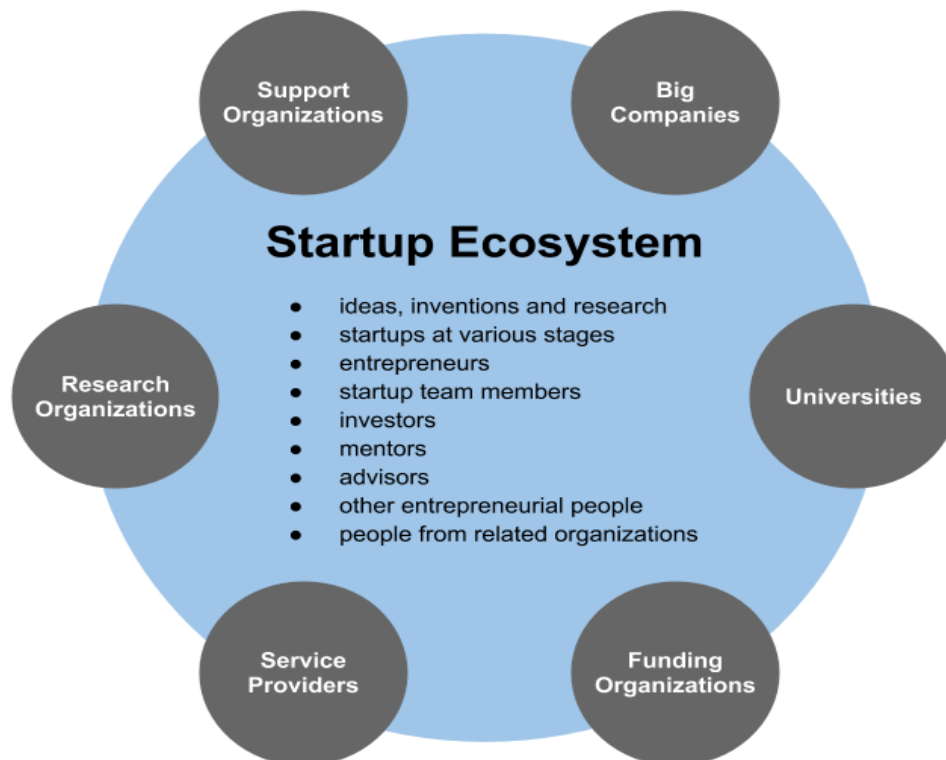 Support
Organizations
Big
Companies
Startup Ecosystem
● ideas, inventions and research
● startups at various stages
● entrepreneurs
● startup team members
● investors
● mentors
● advisors
● other entrepreneurial people
● people from related organizations
Research
Organizations
Universities
Service
Providers
Funding
Organizations